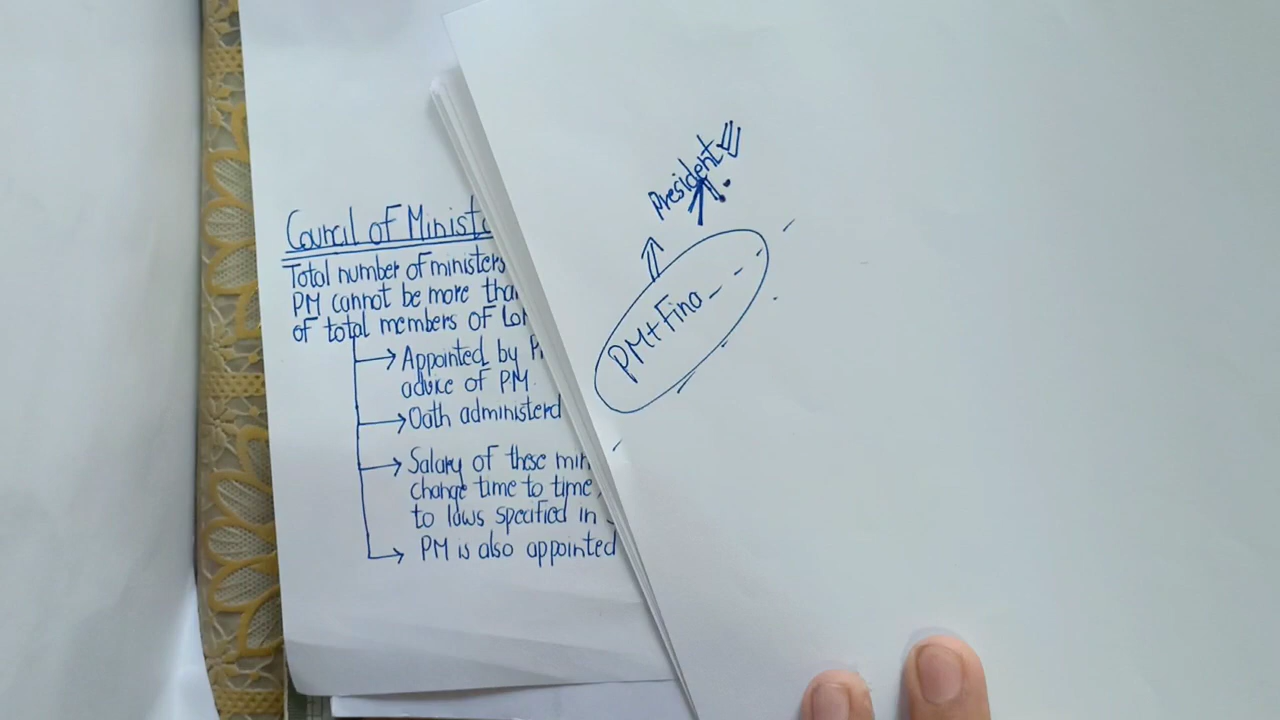 Council of Ministe
Total number of ministers
PM cannot be more than
of total members of Lok
Appointed by P
advice of PM.
Oath administerd
Salary of these min
change time to time
to laws specified in
PM is also appointed
President
PM+Fina